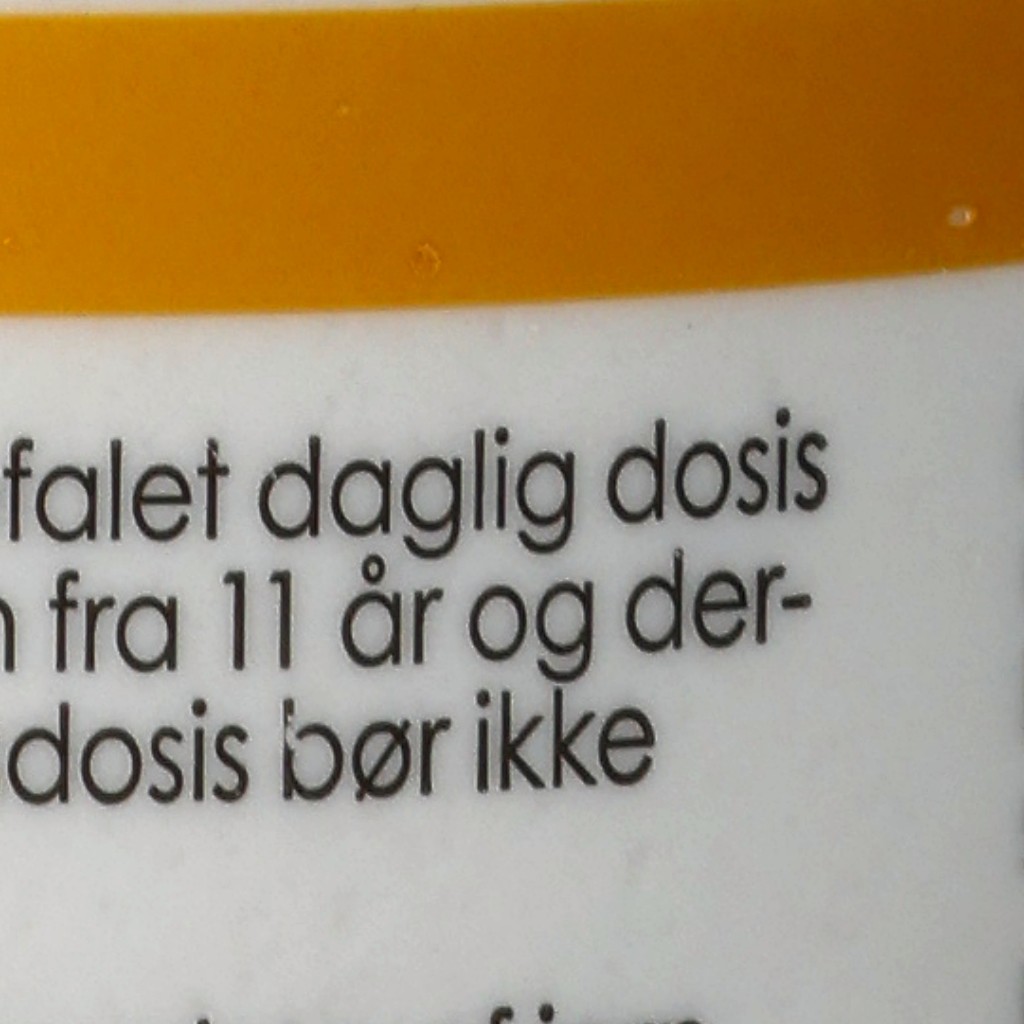 falet daglig dosis
fra 11 år og der-
dosis bør ikke